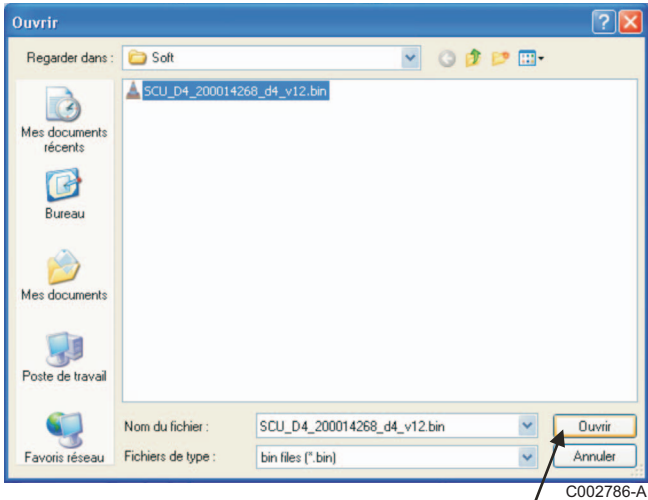 Ouvrir
Regarder dans :
Soft
SCU_D4_200014268_d4_v12.bin
Mes documents
récents
Bureau
Mes documents
Poste de travail
Favoris réseau
Nom du fichier :
SCU_D4_200014268_d4_v12.bin
Ouvrir
Fichiers de type :
bin files (*.bin)
Annuler
C002786-A